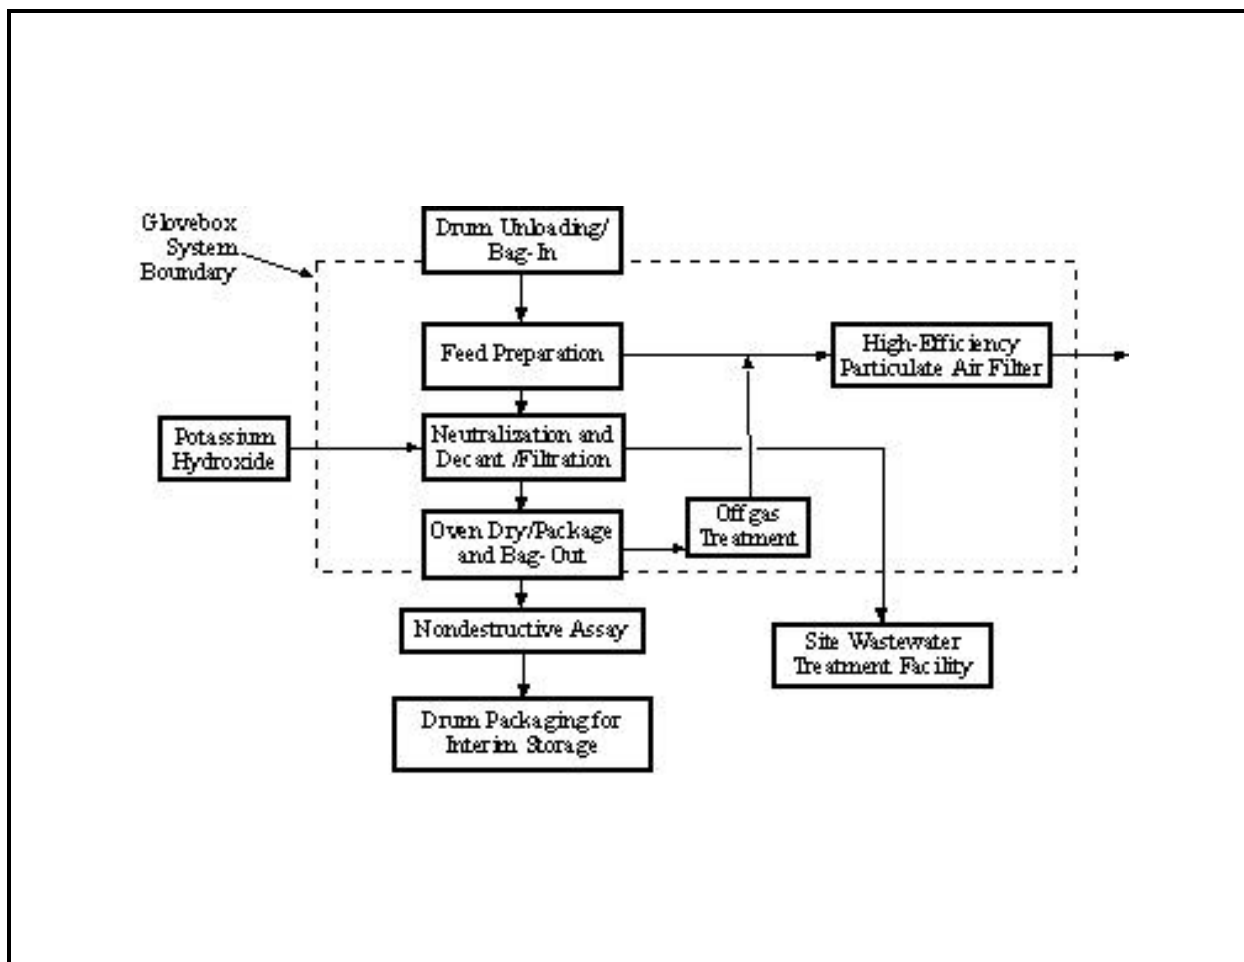 Glovebox
System
Boundary
Drum Unloading/
Bag-In
Feed Preparation
High-Efficiency
Particulate Air Filter
Potassium
Hydroxide
Neutralization and
Decant /Filtration
Oven Dry/Package
and Bag-Out
Off gas
Treatment
Nondestructive Assay
Site Wastewater
Treatment Facility
Drum Packaging for
Interim Storage